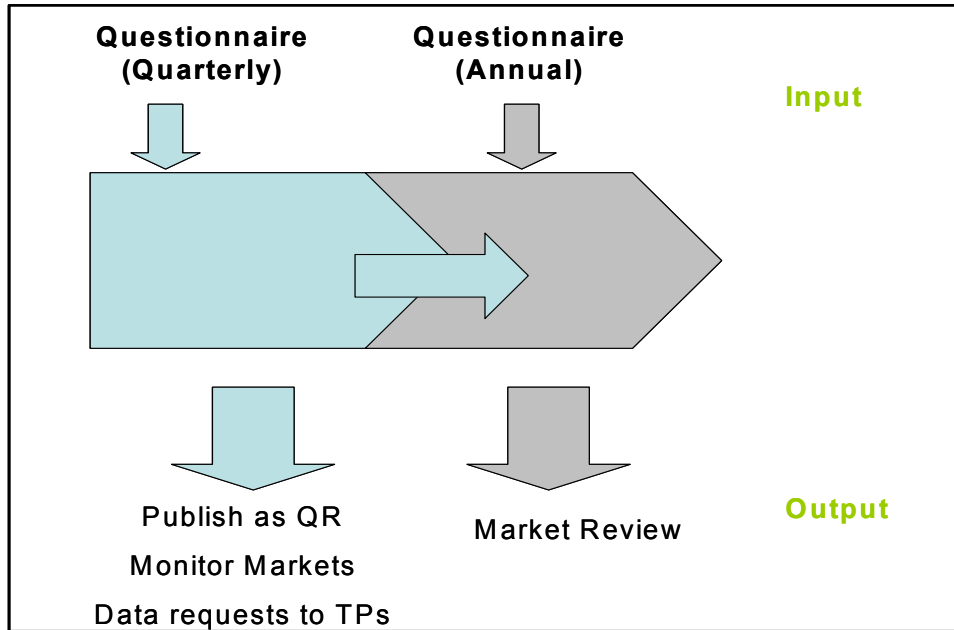 Questionnaire
(Quarterly)
Questionnaire
(Annual)
Input
Publish as QR
Monitor Markets
Data requests to TPs
Market Review
Output